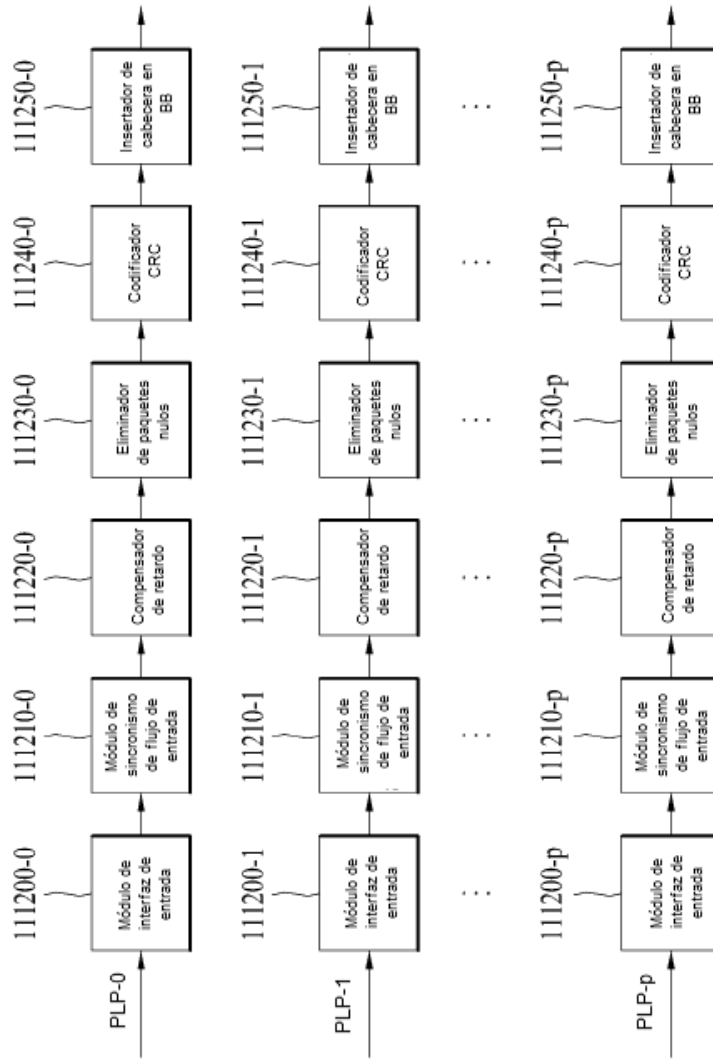 111200-0
111210-0
111220-0
111230-0
111240-0
111250-0
PLP-0
Módulo de
interfaz de
entrada
Módulo de
sincronismo
de flujo de
entrada
Compensador
de retardo
Eliminador
de paquetes
nulos
Codificador
CRC
Insertador de
cabecera en
BB
111200-1
111210-1
111220-1
111230-1
111240-1
111250-1
PLP-1
Módulo de
interfaz de
entrada
Módulo de
sincronismo
de flujo de
entrada
Compensador
de retardo
Eliminador
de paquetes
nulos
Codificador
CRC
Insertador de
cabecera en
BB
111200-p
111210-p
111220-p
111230-p
111240-p
111250-p
PLP-p
Módulo de
interfaz de
entrada
Módulo de
sincronismo
de flujo de
entrada
Compensador
de retardo
Eliminador
de paquetes
nulos
Codificador
CRC
Insertador de
cabecera en
BB